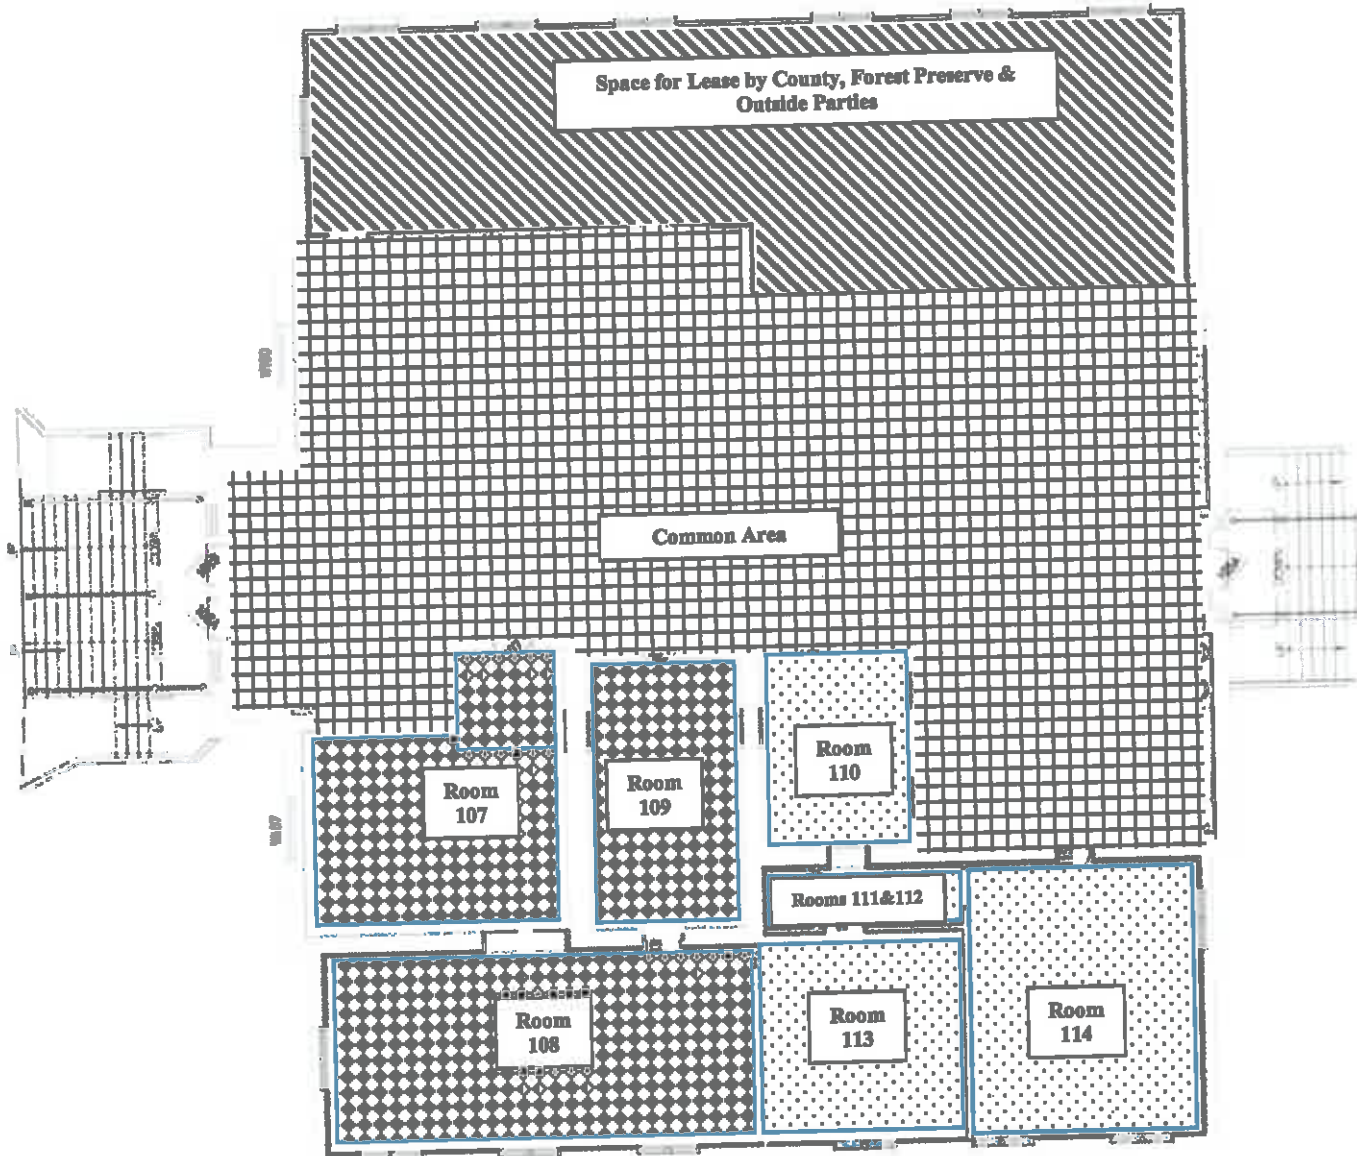 Space for Lease by County, Forest Preserve &
Outside Parties
Common Area
Room
107
Room
109
Room
110
Rooms 111&112
Room
108
Room
113
Room
114